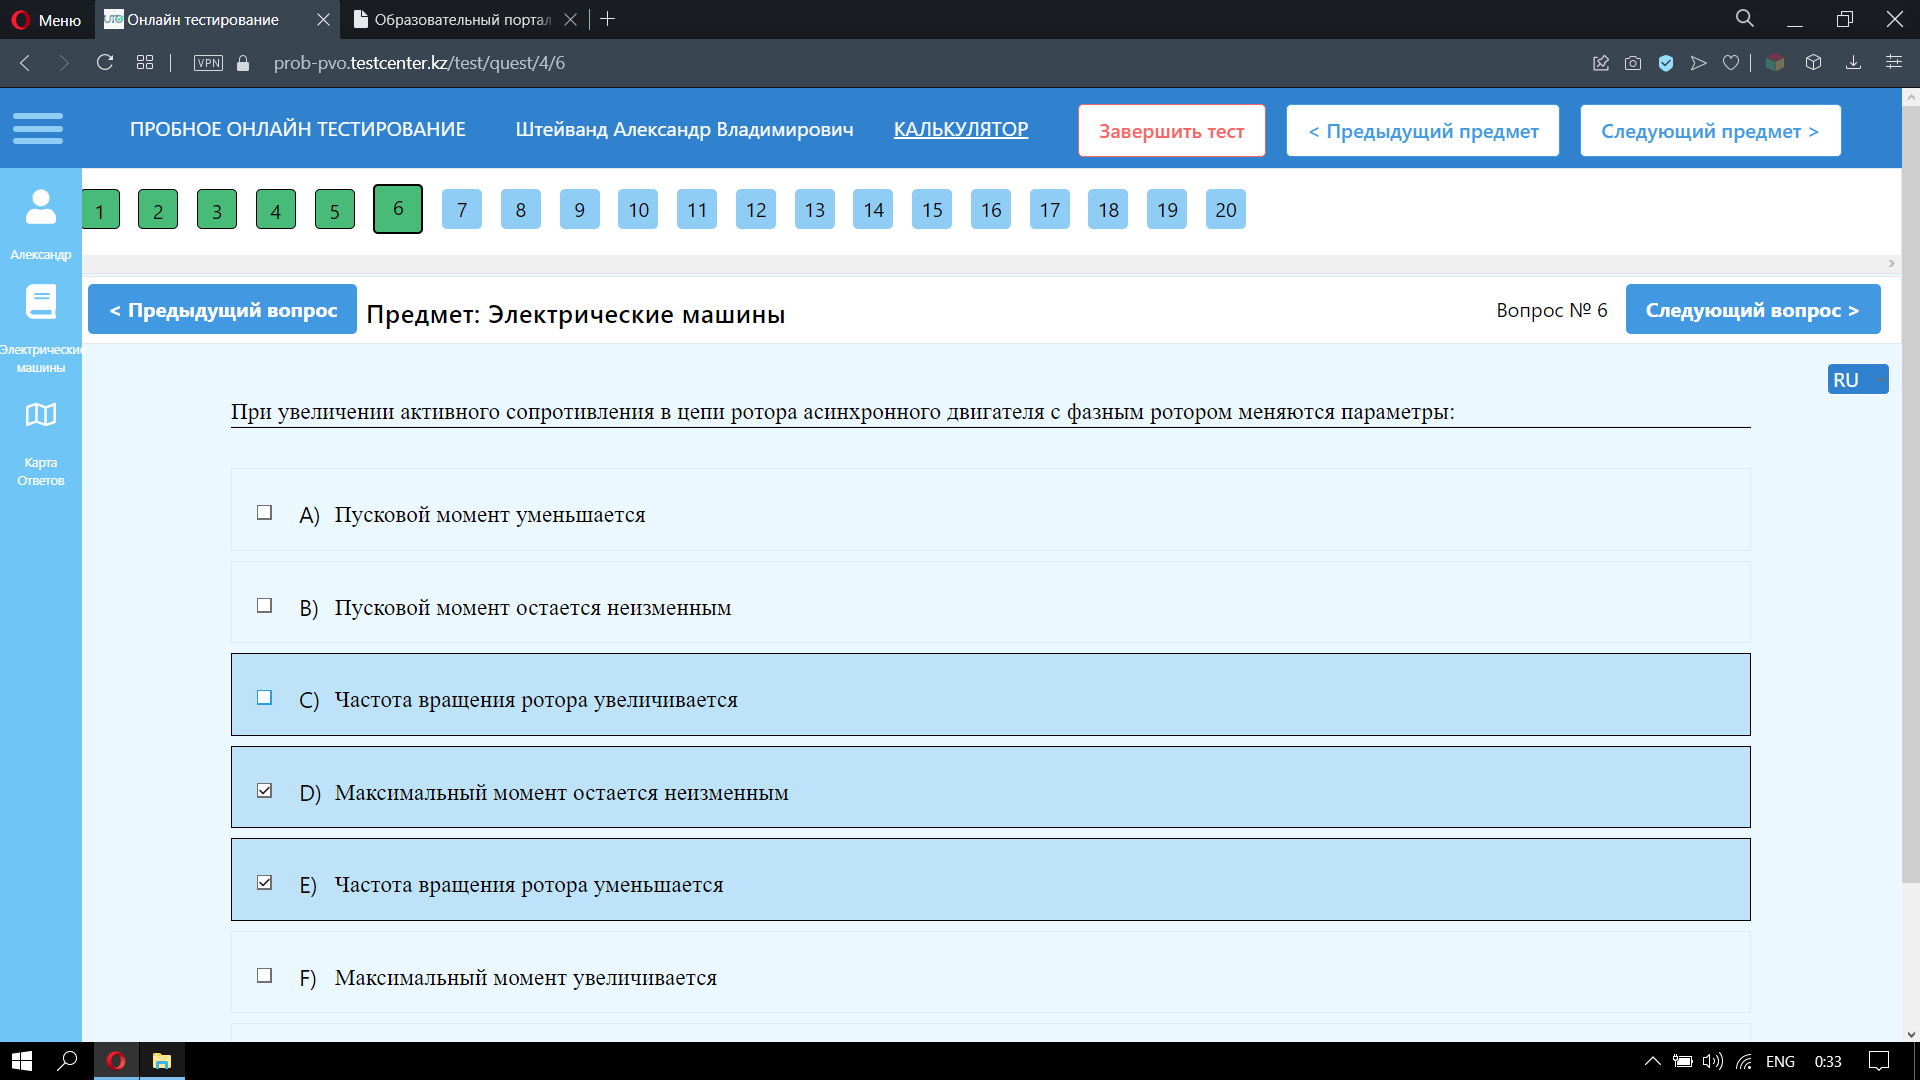 Меню
Онлайн тестирование
Образовательный портал
VPN
prob-pvo.testcenter.kz/test/quest/4/6
ПРОБНОЕ ОНЛАЙН ТЕСТИРОВАНИЕ
Штейванд Александр Владимирович
КАЛЬКУЛЯТОР
Завершить тест
< Предыдущий предмет
Следующий предмет >
1 2 3 4 5 6 7 8 9 10 11 12 13 14 15 16 17 18 19 20
Александр
Электрические
машины
Карта
Ответов
< Предыдущий вопрос
Предмет: Электрические машины
Вопрос № 6
Следующий вопрос >
RU
При увеличении активного сопротивления в цепи ротора асинхронного двигателя с фазным ротором меняются параметры:
A) Пусковой момент уменьшается
B) Пусковой момент остается неизменным
C) Частота вращения ротора увеличивается
D) Максимальный момент остается неизменным
E) Частота вращения ротора уменьшается
F) Максимальный момент увеличивается
ENG
0:33